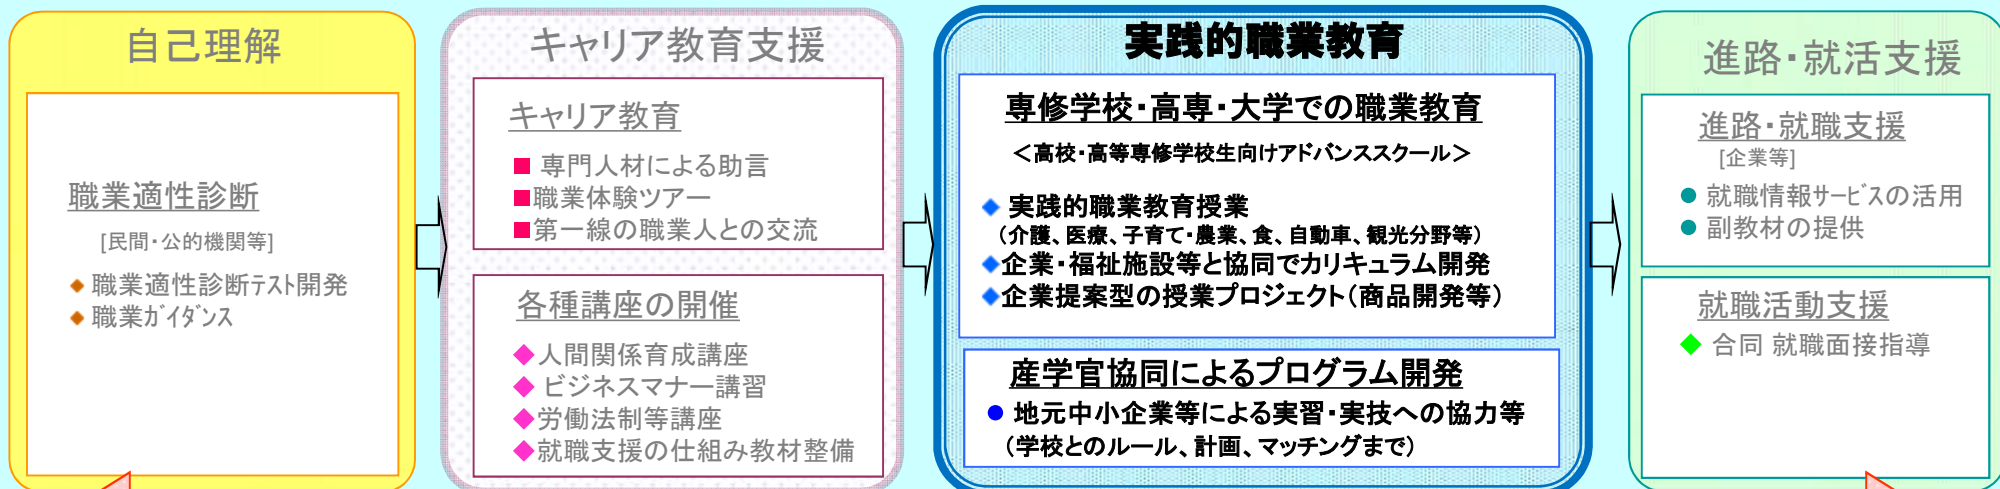 自己理解
職業適性診断
[民間・公的機関等]
職業適性診断テスト開発
職業ガイダンス
キャリア教育支援
キャリア教育
専門人材による助言
職業体験ツアー
第一線の職業人との交流
各種講座の開催
人間関係育成講座
ビジネスマナー講習
労働法制等講座
就職支援の仕組み教材整備
実践的職業教育
専修学校・高専・大学での職業教育
＜高校・高等専修学校生向けアドバンススクール＞
実践的職業教育授業
（介護、医療、子育て・農業、食、自動車、観光分野等）
企業・福祉施設等と協同でカリキュラム開発
企業提案型の授業プロジェクト（商品開発等）
産学官協同によるプログラム開発
地元中小企業等による実習・実技への協力等
（学校とのルール、計画、マッチングまで）
進路・就活支援
進路・就職支援
[企業等]
就職情報サービスの活用
副教材の提供
就職活動支援
合同 就職面接指導